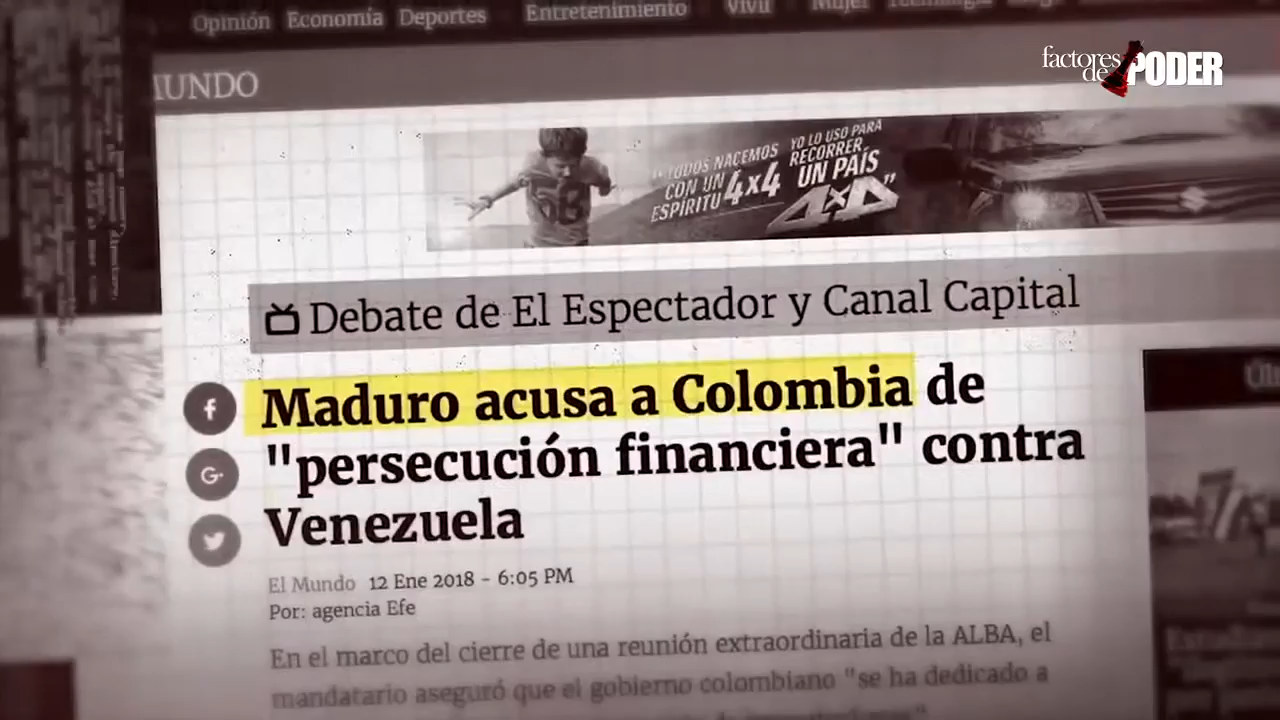 Opinión Economía Deportes Entretenimiento Vivir Mujer
factores de PODER
MUNDO
"TODOS NACEMOS CON UN ESPÍRITU 4x4
YO LO USO PARA RECORRER UN PAÍS 4x4"
Debate de El Espectador y Canal Capital
Maduro acusa a Colombia de
"persecución financiera" contra
Venezuela
El Mundo 12 Ene 2018 - 6:05 PM
Por: agencia Efe
En el marco del cierre de una reunión extraordinaria de la ALBA, el
mandatario aseguró que el gobierno colombiano "se ha dedicado a